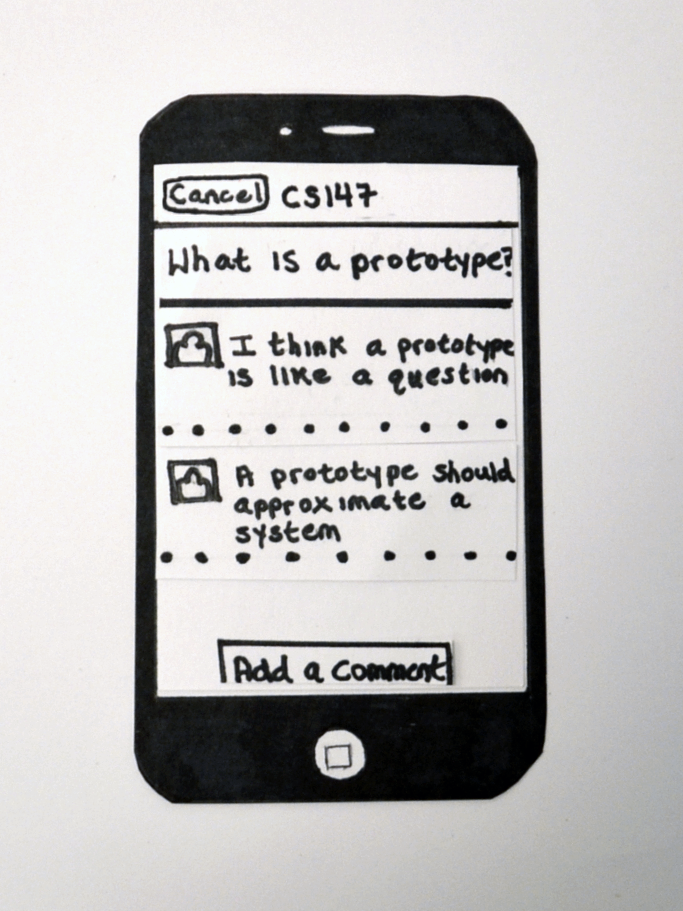 Cancel CS147
What is a prototype?
I think a prototype
is like a question
A prototype should
approximate a
system
Add a comment